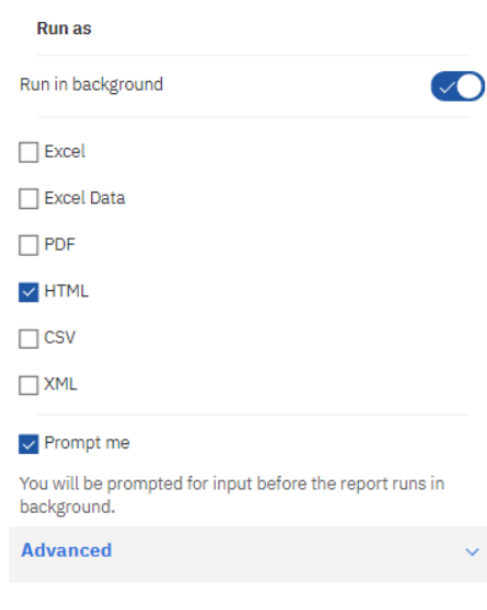 Run as
Run in background
Excel
Excel Data
PDF
HTML
CSV
XML
Prompt me
You will be prompted for input before the report runs in
background.
Advanced